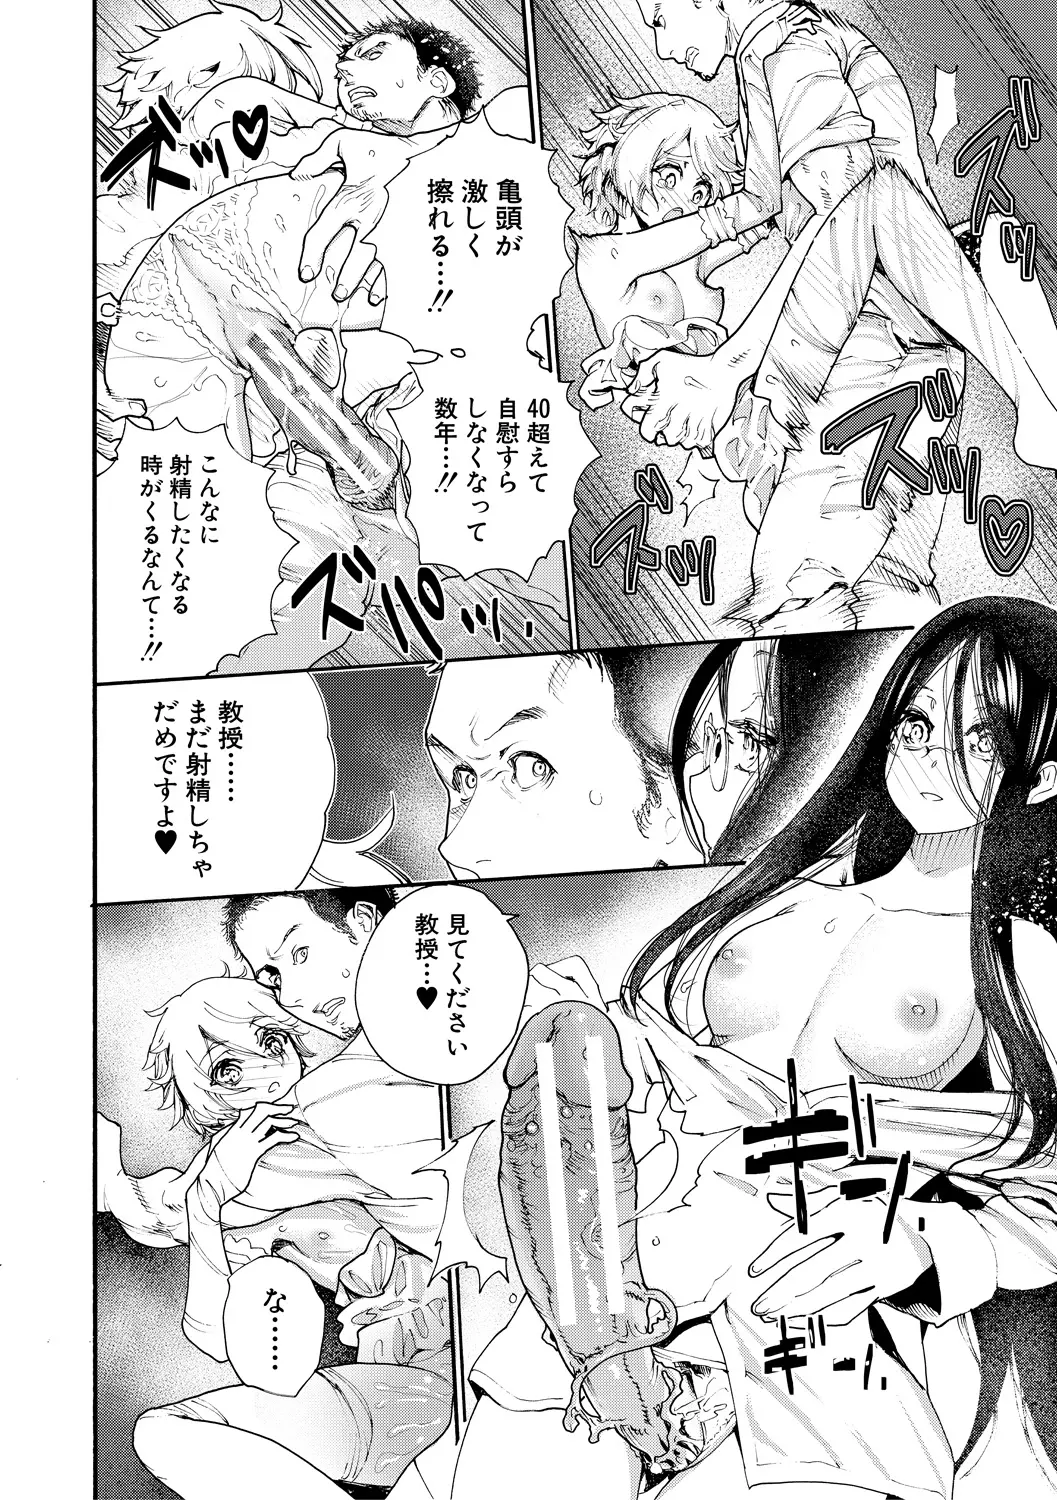 ズッ
ズッ
ズッ
亀頭が
激しく
擦れる…!!
40超えて
自慰すら
しなくなって
数年…!!
ズッ♡
こんなに
射精したくなる
時がくるなんて…!!
ズパッ.
教授……
まだ射精しちゃ
だめですよ♥
見てください
教授…♥
ギンッ.
ギンッ.
な……